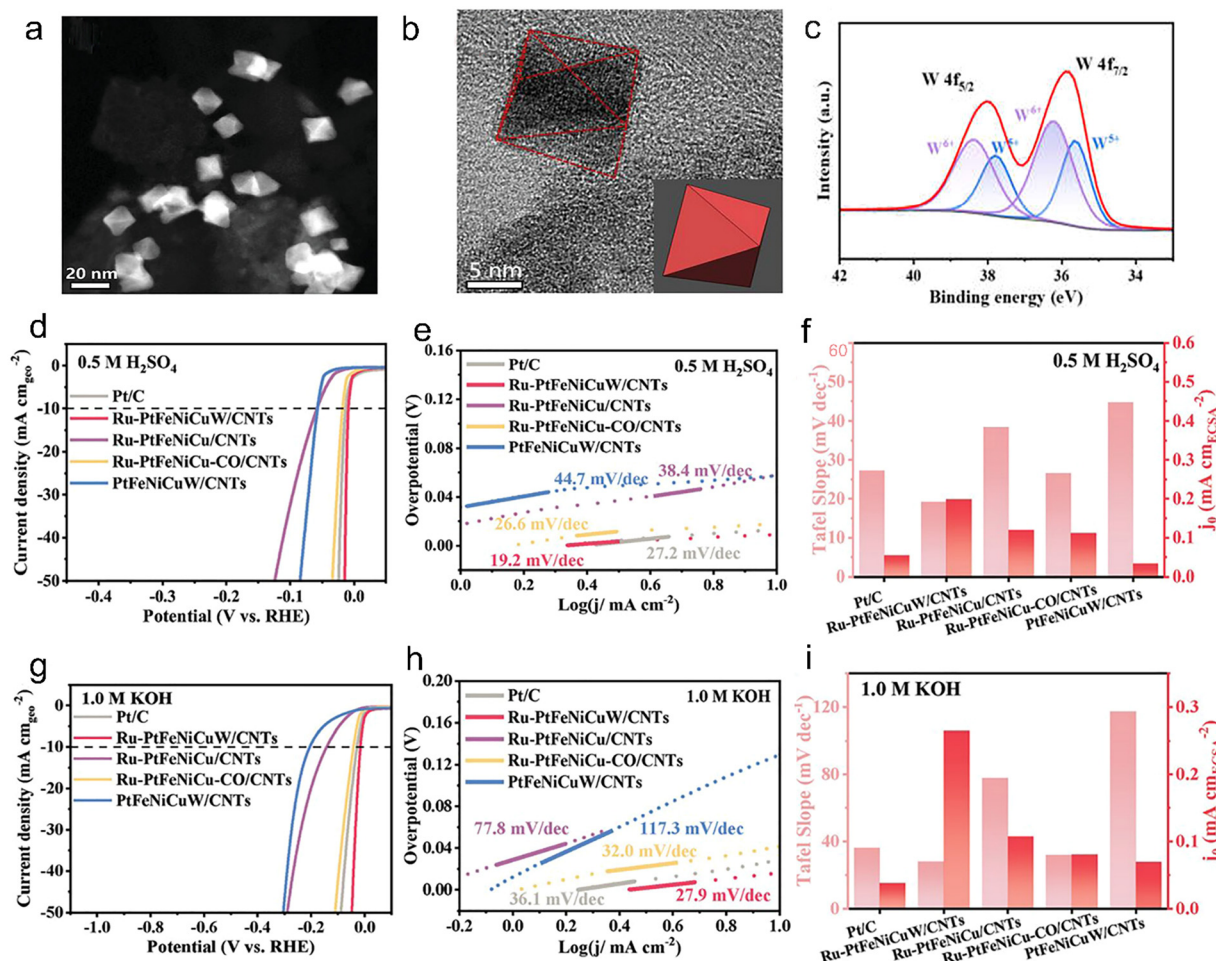 a
20 nm
b
5 nm
c
W 4f5/2
W 4f7/2
W6+
W5+
W6+
W5+
Intensity (a.u.)
42 40 38 36 34
Binding energy (eV)
d
0.5 M H2SO4
Pt/C
Ru-PtFeNiCuW/CNTs
Ru-PtFeNiCu/CNTs
Ru-PtFeNiCu-CO/CNTs
PtFeNiCuW/CNTs
Current density (mA cmgeo-2)
0
-10
-20
-30
-40
-50
-0.4 -0.3 -0.2 -0.1 0.0
Potential (V vs. RHE)
e
0.5 M H2SO4
Pt/C
Ru-PtFeNiCuW/CNTs
Ru-PtFeNiCu/CNTs
Ru-PtFeNiCu-CO/CNTs
PtFeNiCuW/CNTs
44.7 mV/dec
38.4 mV/dec
26.6 mV/dec
19.2 mV/dec
27.2 mV/dec
Overpotential (V)
0.16
0.12
0.08
0.04
0.00
0.0 0.2 0.4 0.6 0.8 1.0
Log(j/ mA cm-2)
f
0.5 M H2SO4
Tafel Slope (mV dec-1)
60
50
40
30
20
10
0
j0 (mA cmECSA-2)
0.6
0.5
0.4
0.3
0.2
0.1
0.0
Pt/C
Ru-PtFeNiCuW/CNTs
Ru-PtFeNiCu/CNTs
Ru-PtFeNiCu-CO/CNTs
PtFeNiCuW/CNTs
g
1.0 M KOH
Pt/C
Ru-PtFeNiCuW/CNTs
Ru-PtFeNiCu/CNTs
Ru-PtFeNiCu-CO/CNTs
PtFeNiCuW/CNTs
Current density (mA cmgeo-2)
0
-10
-20
-30
-40
-50
-1.0 -0.8 -0.6 -0.4 -0.2 0.0
Potential (V vs. RHE)
h
1.0 M KOH
Pt/C
Ru-PtFeNiCuW/CNTs
Ru-PtFeNiCu/CNTs
Ru-PtFeNiCu-CO/CNTs
PtFeNiCuW/CNTs
77.8 mV/dec
117.3 mV/dec
32.0 mV/dec
36.1 mV/dec
27.9 mV/dec
Overpotential (V)
0.20
0.16
0.12
0.08
0.04
0.00
-0.2 0.0 0.2 0.4 0.6 0.8 1.0
Log(j/ mA cm-2)
i
1.0 M KOH
Tafel Slope (mV dec-1)
120
80
40
0
j0 (mA cmECSA-2)
0.3
0.2
0.1
0.0
Pt/C
Ru-PtFeNiCuW/CNTs
Ru-PtFeNiCu/CNTs
Ru-PtFeNiCu-CO/CNTs
PtFeNiCuW/CNTs